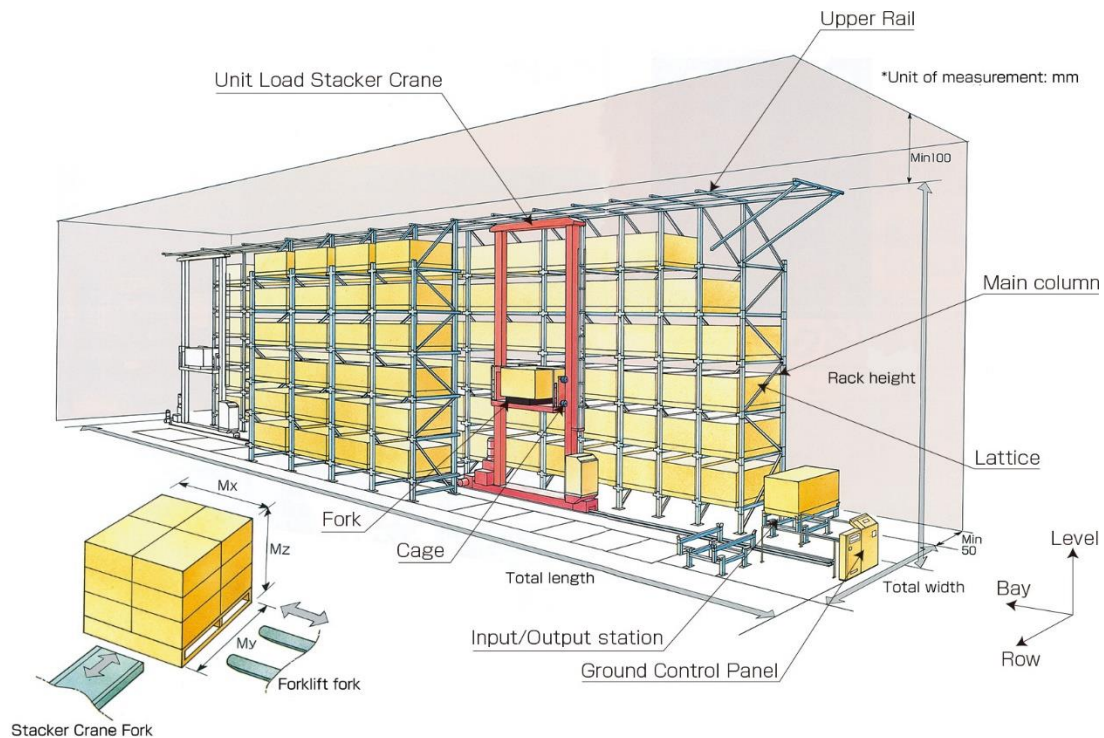 Upper Rail
Unit Load Stacker Crane
*Unit of measurement: mm
Min100
Main column
Rack height
Lattice
Mx
Fork
Mz
Cage
Min
50
Level
Total length
Total width
Bay
My
Input/Output station
Row
Ground Control Panel
Forklift fork
Stacker Crane Fork